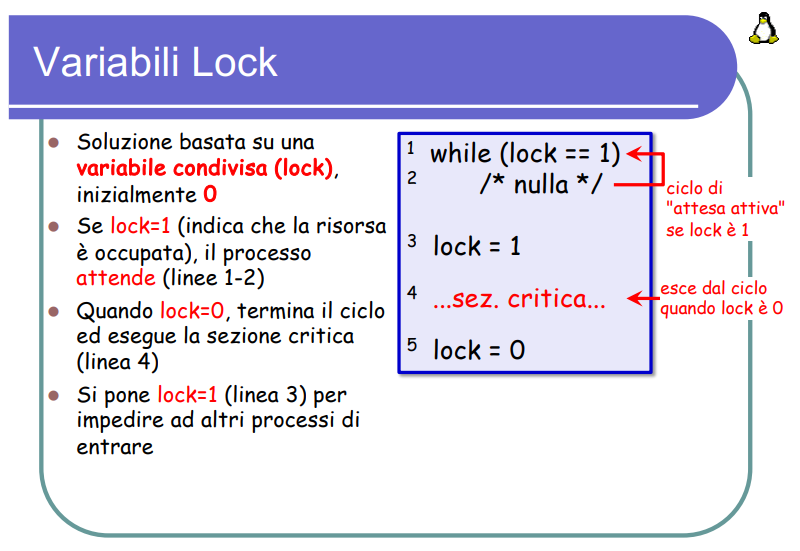 Variabili Lock
Soluzione basata su una
variabile condivisa (lock),
inizialmente 0
Se lock=1 (indica che la risorsa
è occupata), il processo
attende (linee 1-2)
Quando lock=0, termina il ciclo
ed esegue la sezione critica
(linea 4)
Si pone lock=1 (linea 3) per
impedire ad altri processi di
entrare
1 while (lock == 1)
2 /* nulla */
3 lock = 1
4 ...sez. critica...
5 lock = 0
ciclo di
"attesa attiva"
se lock è 1
esce dal ciclo
quando lock è 0